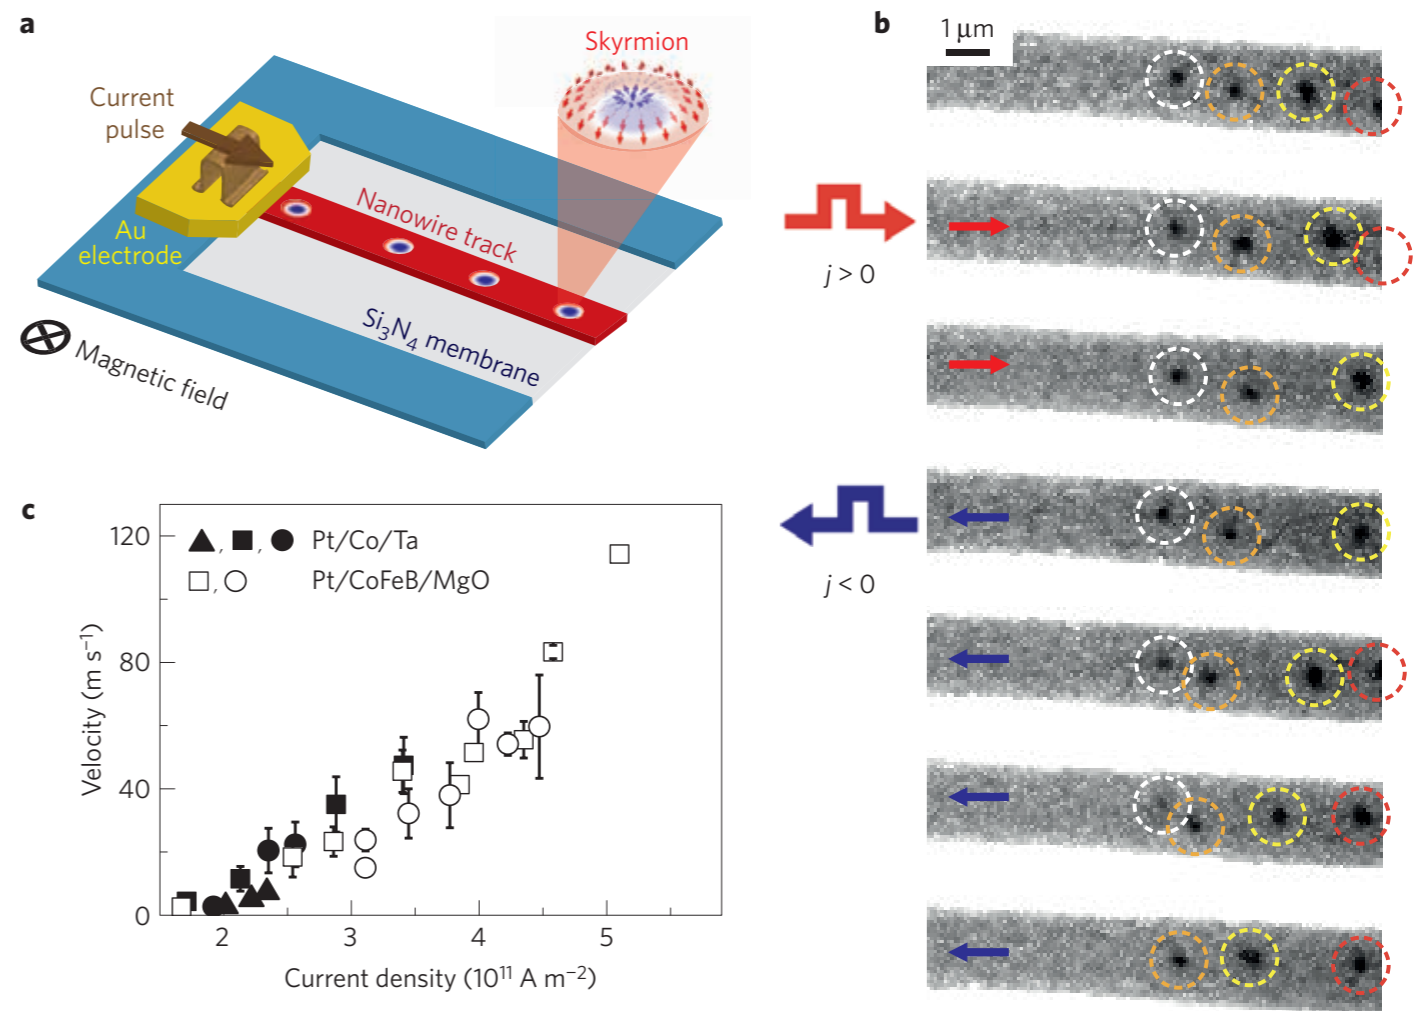 a
Current
pulse
Au
electrode
Skyrmion
Nanowire track
Si₃N₄ membrane
Magnetic field
b
1 µm
j > 0
j < 0
c
120
80
40
0
2
3
4
5
Velocity (m s⁻¹)
Current density (10¹¹ A m⁻²)
, , Pt/Co/Ta
, Pt/CoFeB/MgO